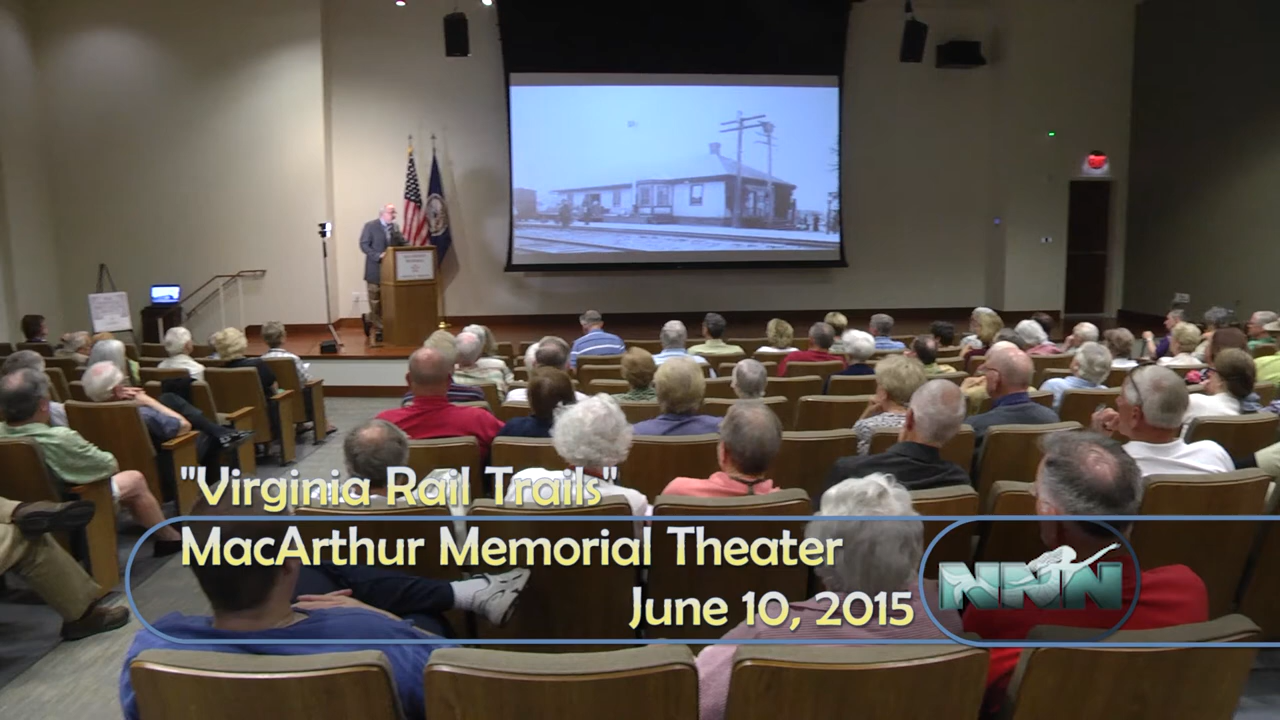 "Virginia Rail Trails"
MacArthur Memorial Theater
June 10, 2015
NNN